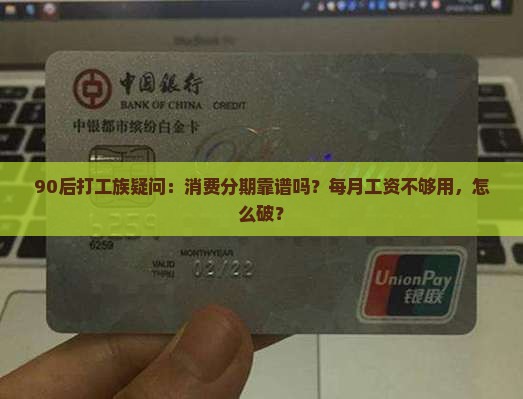 中国银行
BANK OF CHINA CREDIT
中银都市缤纷白金卡
90后打工族疑问：消费分期靠谱吗？每月工资不够用，怎
么破？
6259
MONTH/YEAR
VALID
THRU
02/22
UnionPay
银联